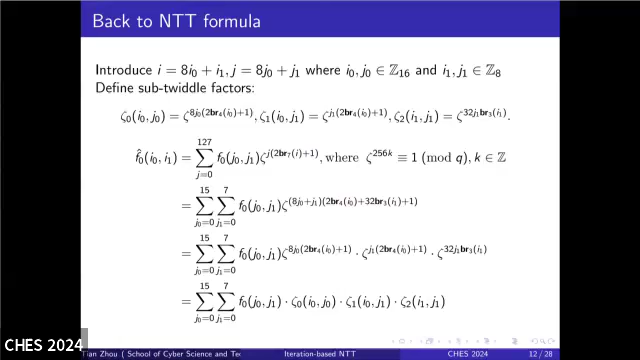 Back to NTT formula
Introduce i = 8i₀ + i₁, j = 8j₀ + j₁ where i₀, j₀ ∈ ℤ₁₆ and i₁, j₁ ∈ ℤ₈
Define sub-twiddle factors:
ζ₀(i₀, j₀) = ζ^{8j₀(2br₄(i₀)+1)}, ζ₁(i₀, j₁) = ζ^{j₁(2br₄(i₀)+1)}, ζ₂(i₁, j₁) = ζ^{32j₁br₃(i₁)}.
f̂₀(i₀, i₁) = ∑_{j=0}^{127} f₀(j₀, j₁)ζ^{j(2br₇(i)+1)}, where ζ^{256k} ≡ 1 (mod q), k ∈ ℤ
= ∑_{j₀=0}^{15} ∑_{j₁=0}^{7} f₀(j₀, j₁)ζ^{(8j₀+j₁)(2br₄(i₀)+32br₃(i₁)+1)}
= ∑_{j₀=0}^{15} ∑_{j₁=0}^{7} f₀(j₀, j₁)ζ^{8j₀(2br₄(i₀)+1)} · ζ^{j₁(2br₄(i₀)+1)} · ζ^{32j₁br₃(i₁)}
= ∑_{j₀=0}^{15} ∑_{j₁=0}^{7} f₀(j₀, j₁) · ζ₀(i₀, j₀) · ζ₁(i₀, j₁) · ζ₂(i₁, j₁)
CHES 2024
Tian Zhou ( School of Cyber Science and Tec Iteration-based NTT CHES 2024 12 / 28